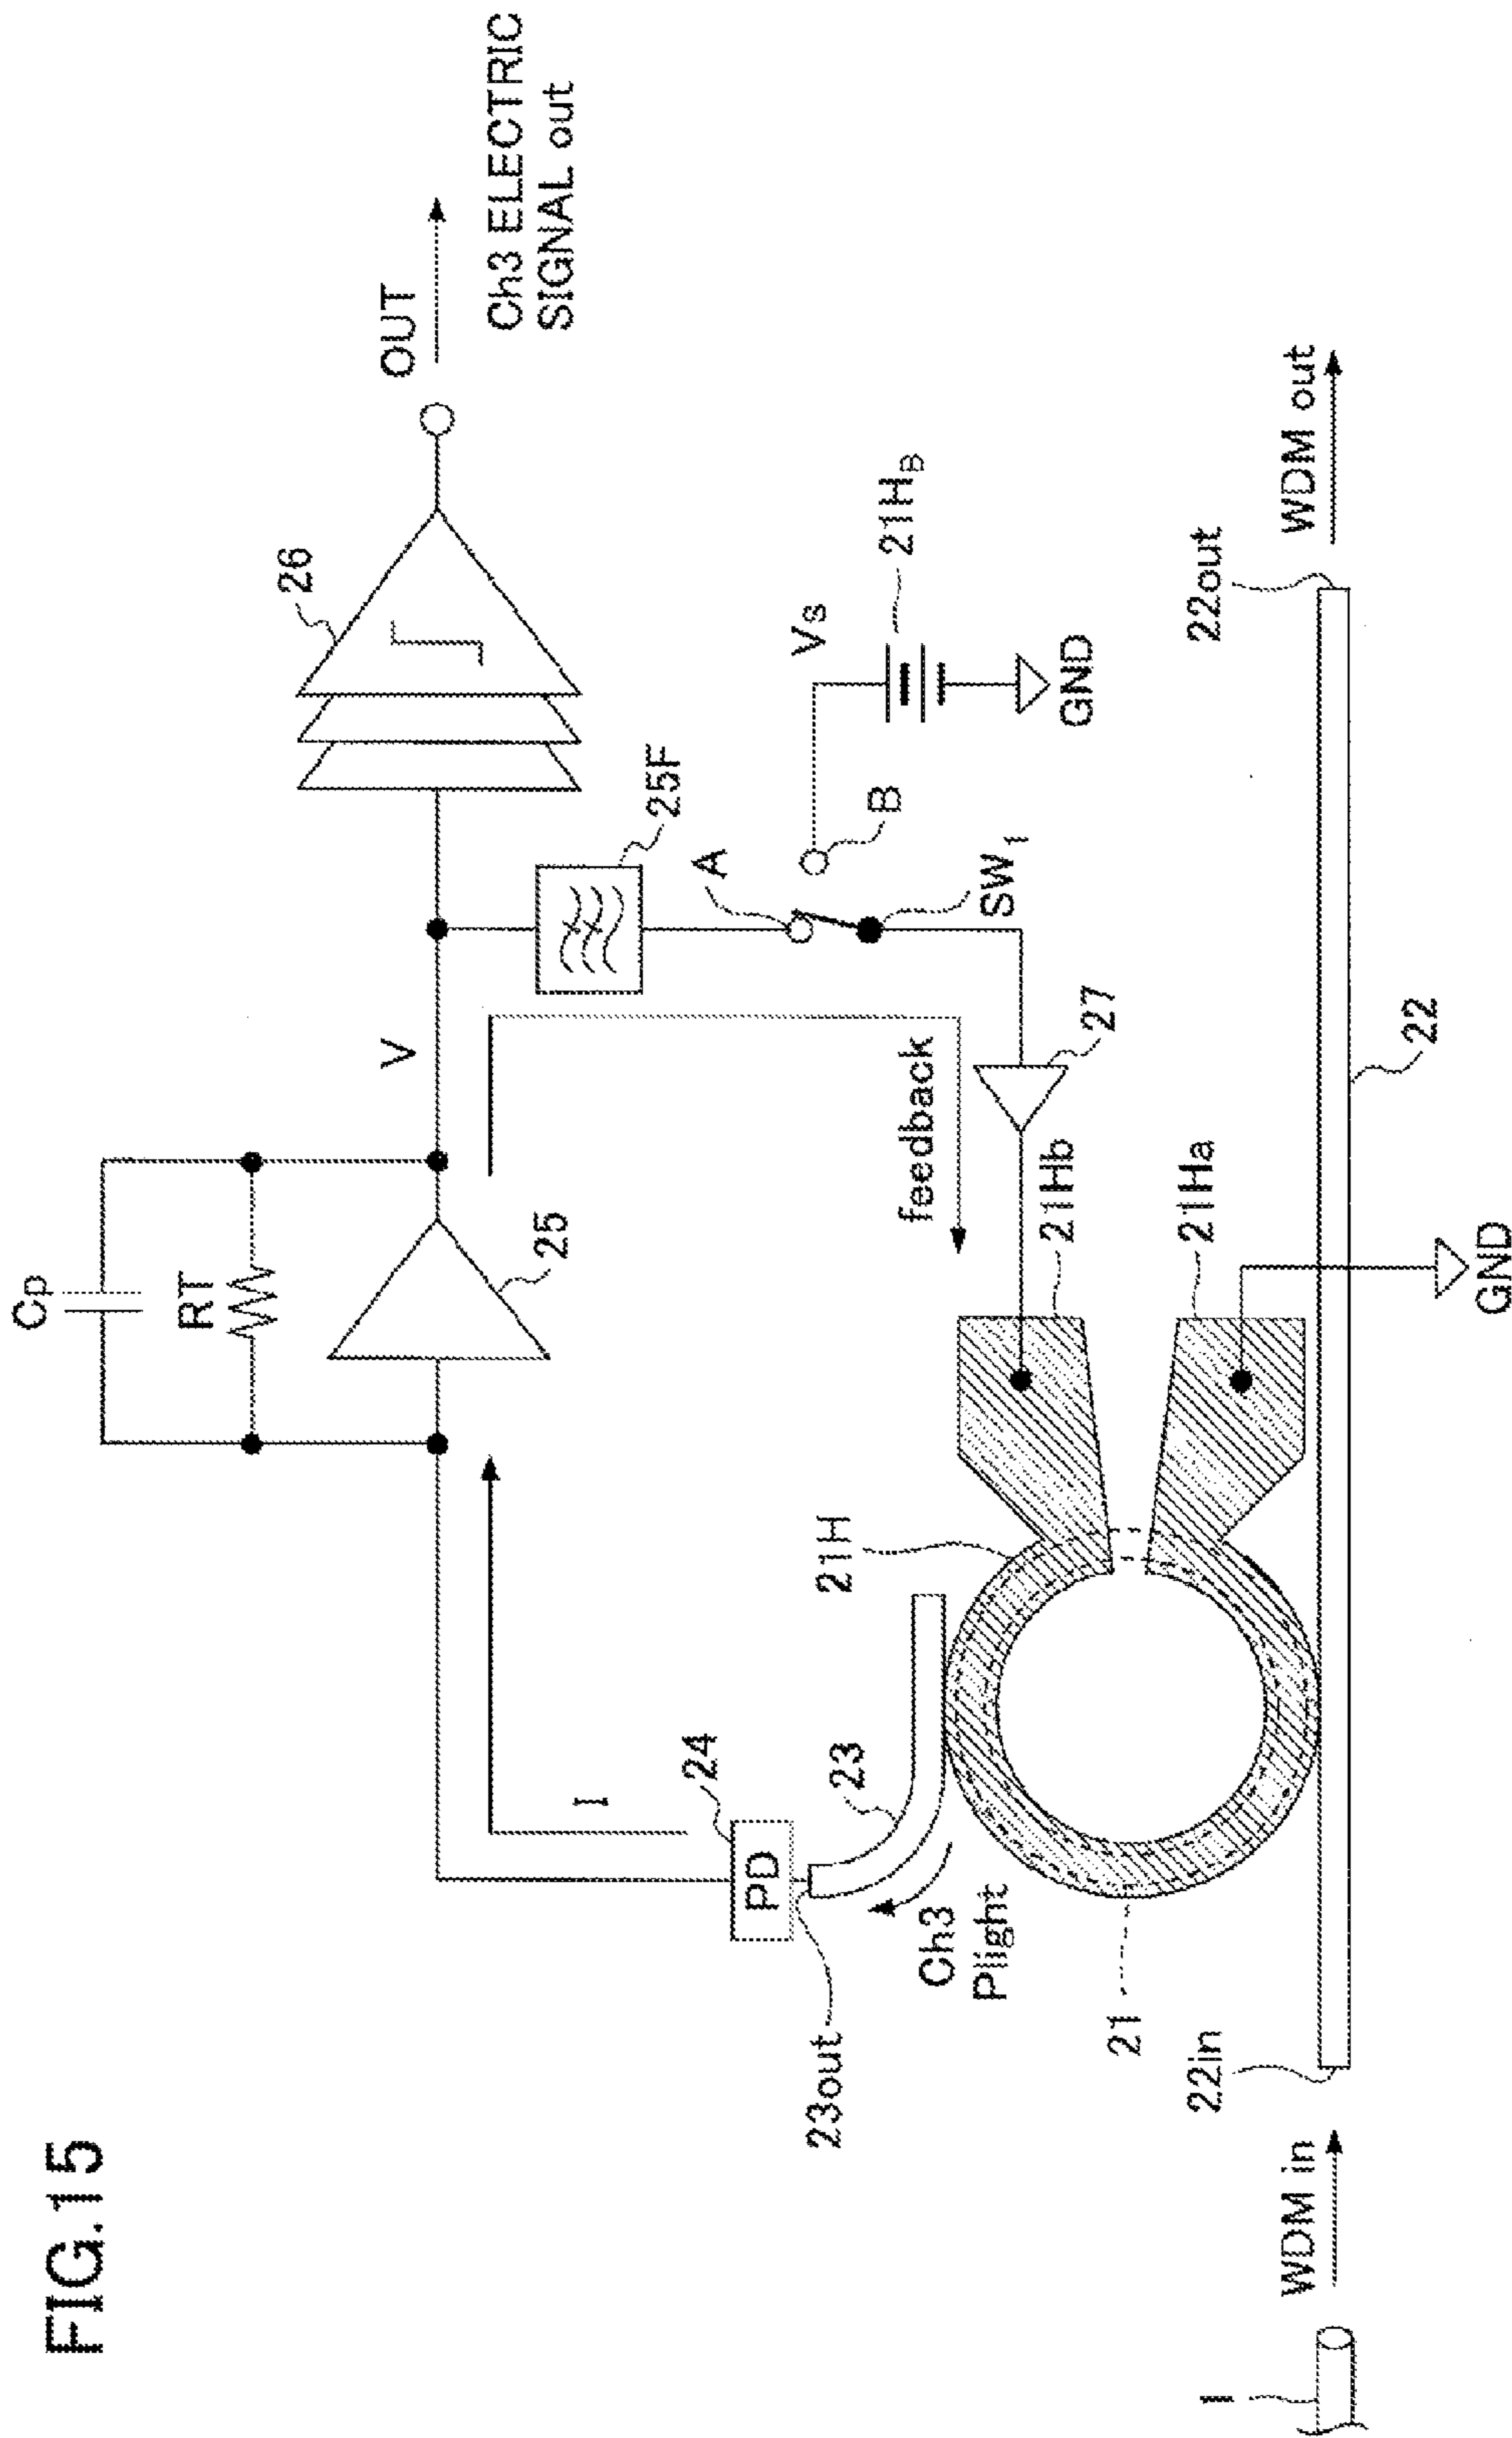 FIG.15
Cp
RT
25
V
26
OUT
Ch3 ELECTRIC
SIGNAL out
I
24
PD
23
23out
Ch3
Plight
21
21H
feedback
21Hb
21Ha
GND
27
25F
A
B
SW1
Vs
21HB
GND
1
WDM in
22in
22
22out
WDM out